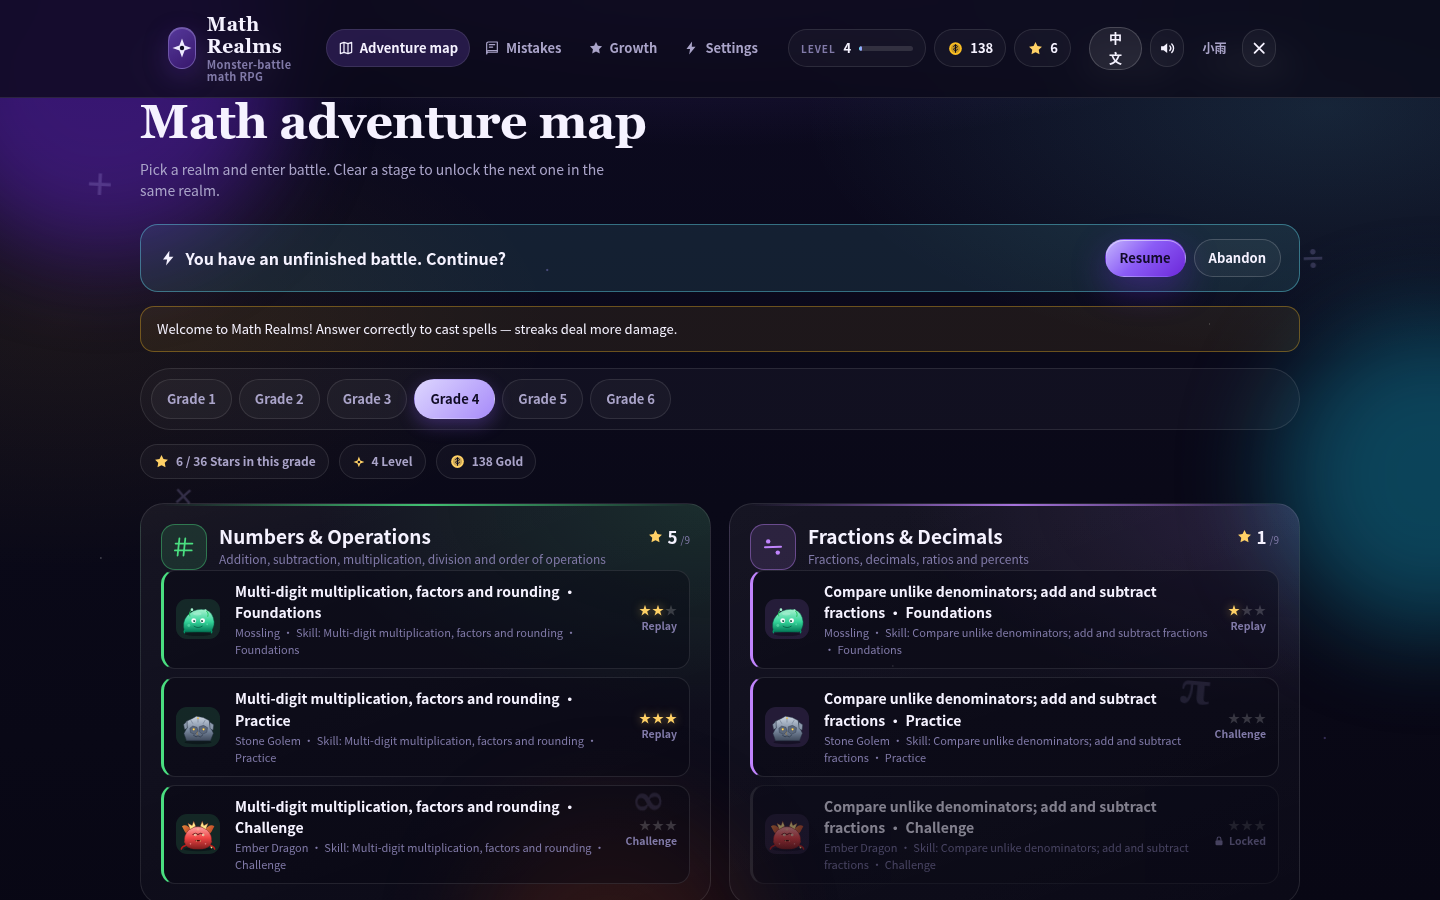 Math
Realms
Monster-battle
math RPG
Adventure map
Mistakes
Growth
Settings
LEVEL 4
138
6
中
文
小雨
Math adventure map
Pick a realm and enter battle. Clear a stage to unlock the next one in the
same realm.
+
÷
You have an unfinished battle. Continue?
Resume
Abandon
Welcome to Math Realms! Answer correctly to cast spells — streaks deal more damage.
Grade 1
Grade 2
Grade 3
Grade 4
Grade 5
Grade 6
6 / 36 Stars in this grade
4 Level
138 Gold
×
Numbers & Operations
5 /9
Addition, subtraction, multiplication, division and order of operations
Multi-digit multiplication, factors and rounding •
Foundations
Mossling • Skill: Multi-digit multiplication, factors and rounding •
Foundations
Replay
Multi-digit multiplication, factors and rounding •
Practice
Stone Golem • Skill: Multi-digit multiplication, factors and rounding •
Practice
Replay
∞
Multi-digit multiplication, factors and rounding •
Challenge
Ember Dragon • Skill: Multi-digit multiplication, factors and rounding •
Challenge
Challenge
Fractions & Decimals
1 /9
Fractions, decimals, ratios and percents
Compare unlike denominators; add and subtract
fractions • Foundations
Mossling • Skill: Compare unlike denominators; add and subtract fractions
• Foundations
Replay
π
Compare unlike denominators; add and subtract
fractions • Practice
Stone Golem • Skill: Compare unlike denominators; add and subtract
fractions • Practice
Challenge
Compare unlike denominators; add and subtract
fractions • Challenge
Ember Dragon • Skill: Compare unlike denominators; add and subtract
fractions • Challenge
Locked